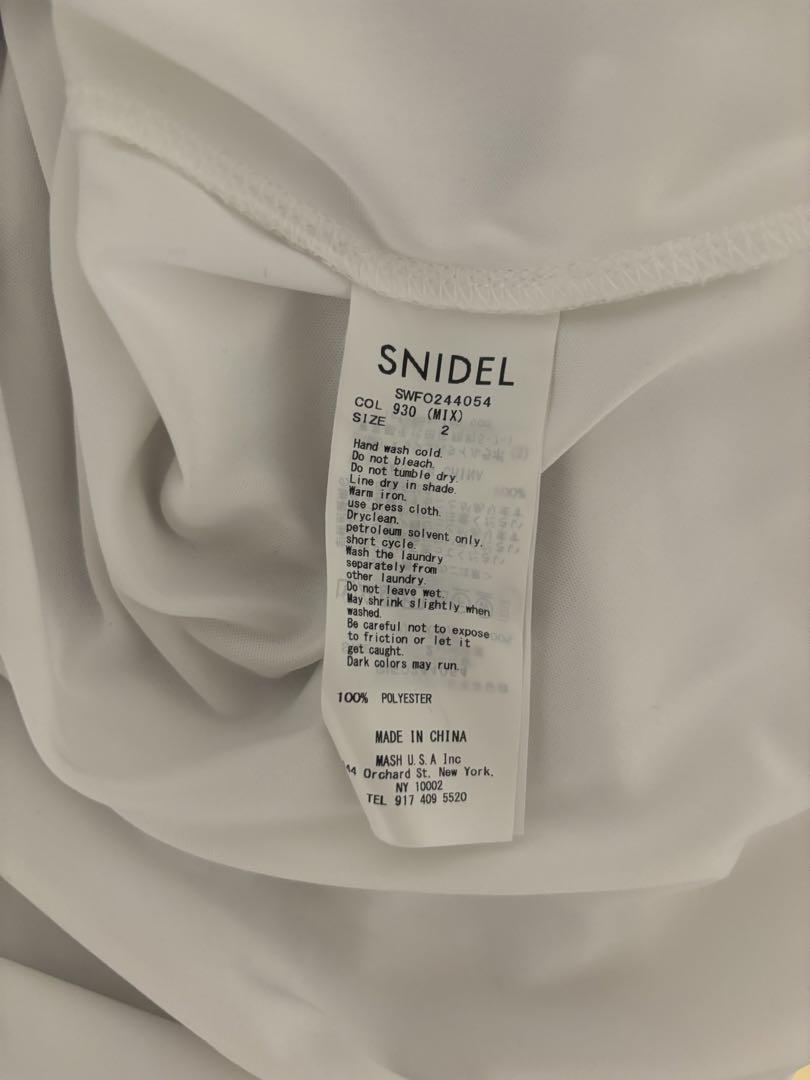 SNIDEL
SWFO244054
COL 930 (MIX)
SIZE 2
Hand wash cold.
Do not bleach.
Do not tumble dry.
Line dry in shade.
Warm iron.
use press cloth.
Dryclean.
petroleum solvent only.
short cycle.
Wash the laundry
separately from
other laundry.
Do not leave wet.
May shrink slightly when
washed.
Be careful not to expose
to friction or let it
get caught.
Dark colors may run.
100% POLYESTER
MADE IN CHINA
MASH U.S.A Inc
44 Orchard St. New York.
NY 10002
TEL 917 409 5520